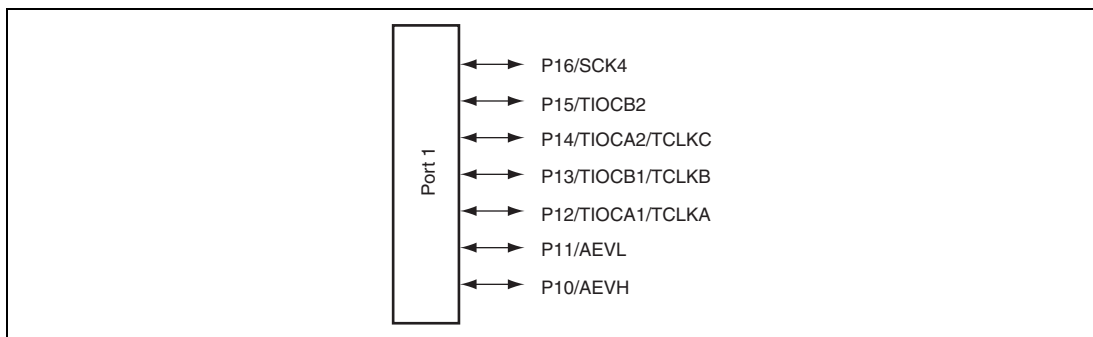 Port 1
P16/SCK4
P15/TIOCB2
P14/TIOCA2/TCLKC
P13/TIOCB1/TCLKB
P12/TIOCA1/TCLKA
P11/AEVL
P10/AEVH